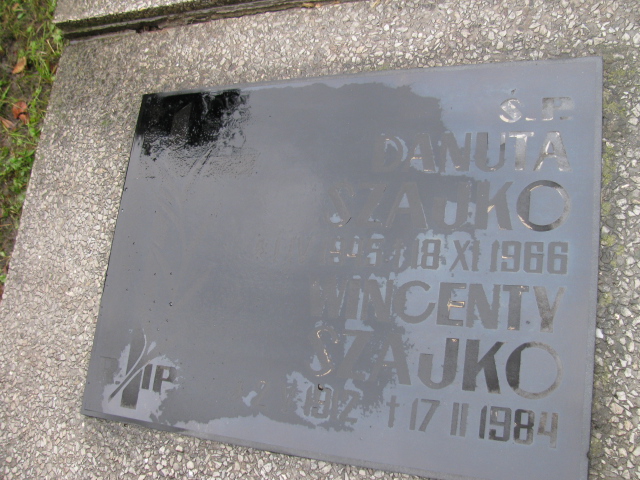 Ś.P.
DANUTA
SZAJKO
18 XI 1966
WINCENTY
SZAJKO
† 17 II 1984